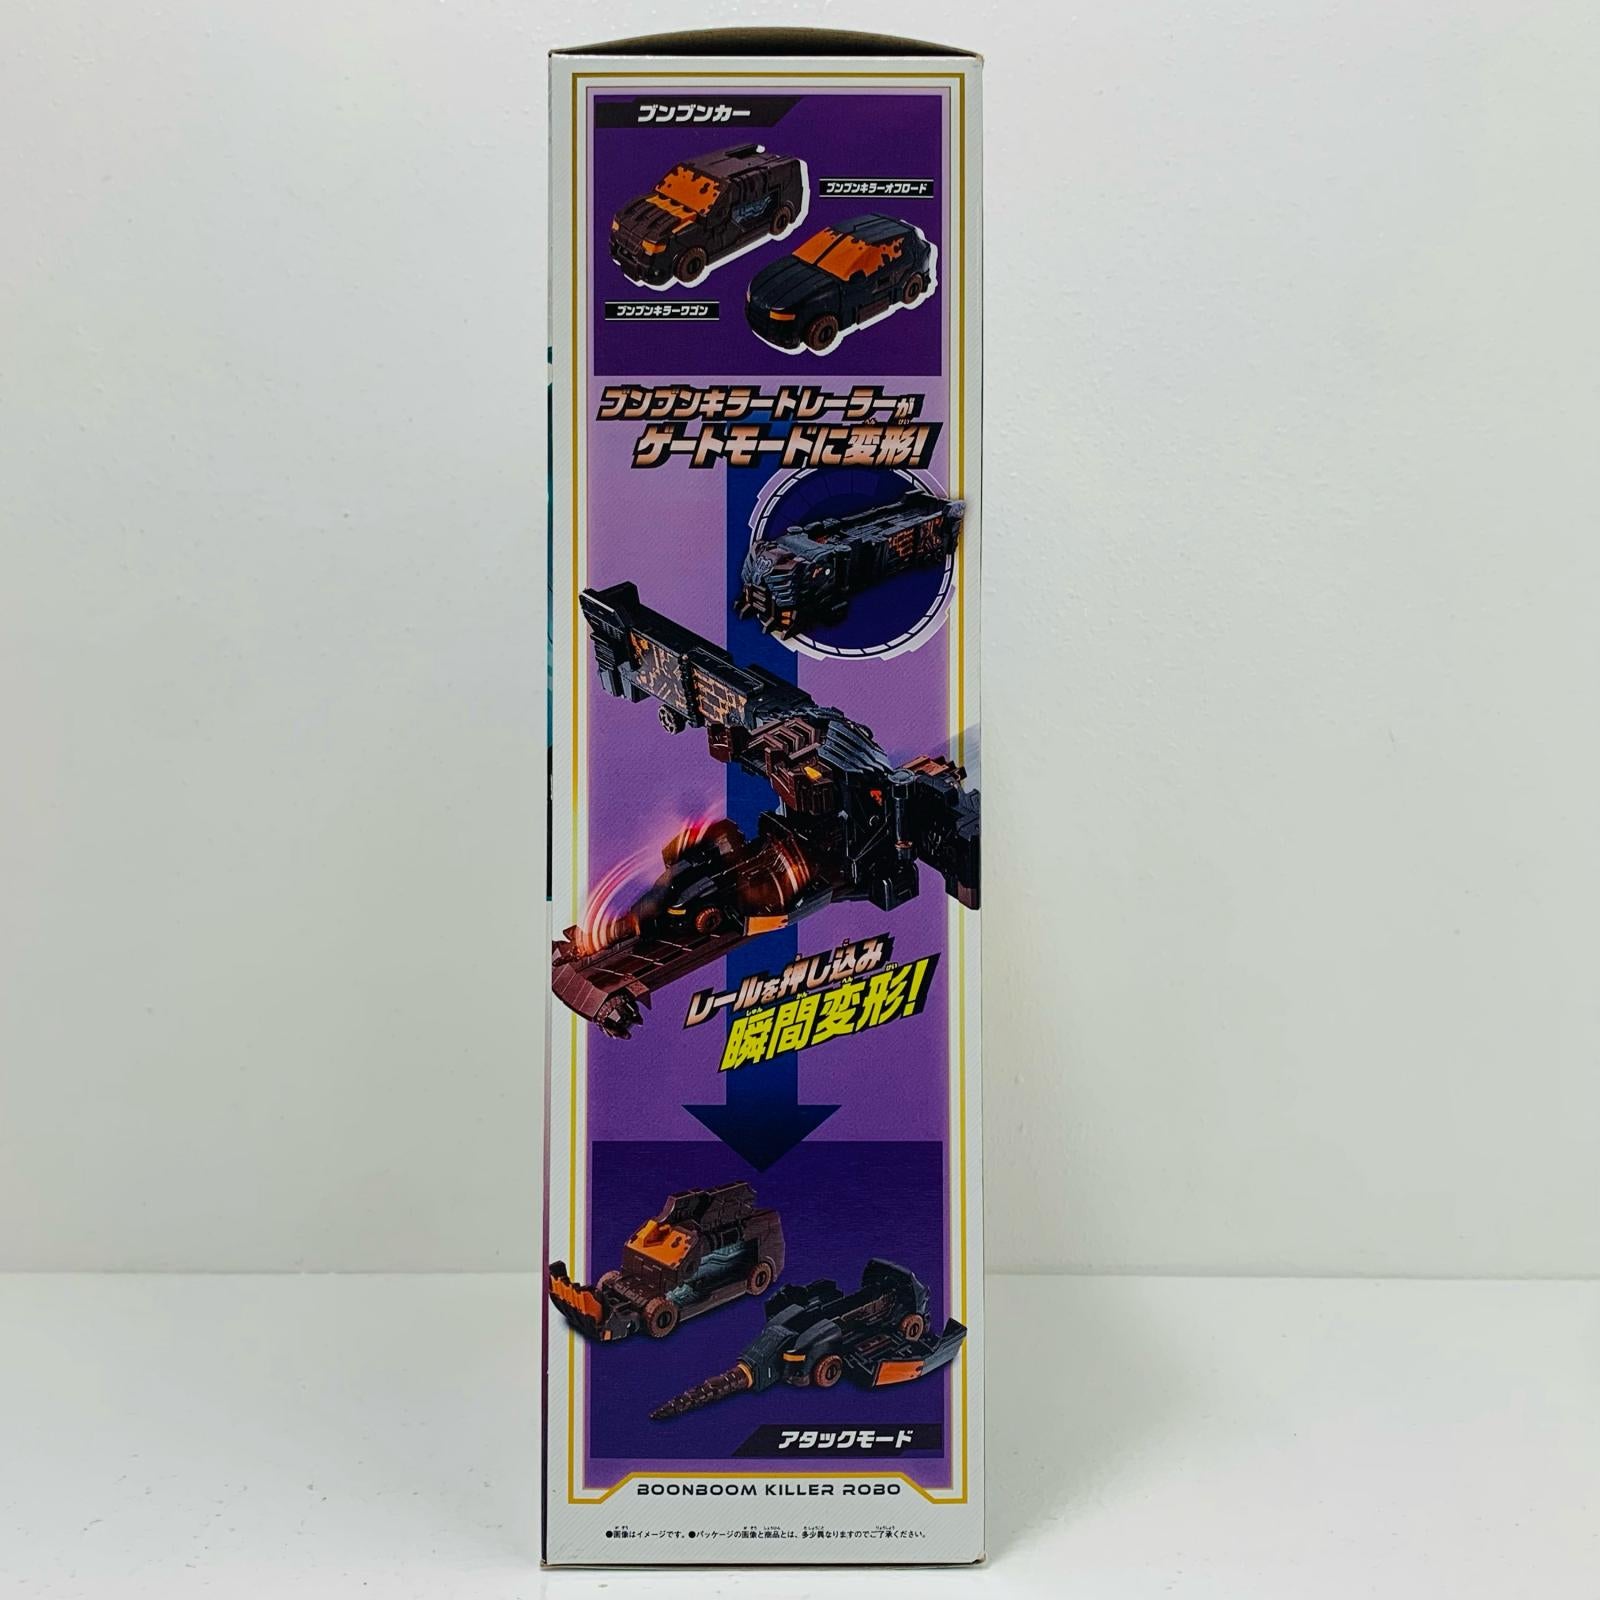 ブンブンカー
ブンブンキラーオフロード
ブンブンキラーワゴン
ブンブンキラートレーラーが
ゲートモードに変形!
レールを押し込み
瞬間変形!
アタックモード
BOONBOOM KILLER ROBO
●画像はイメージです。●パッケージの画像と商品とは、多少異なりますのでご了承ください。